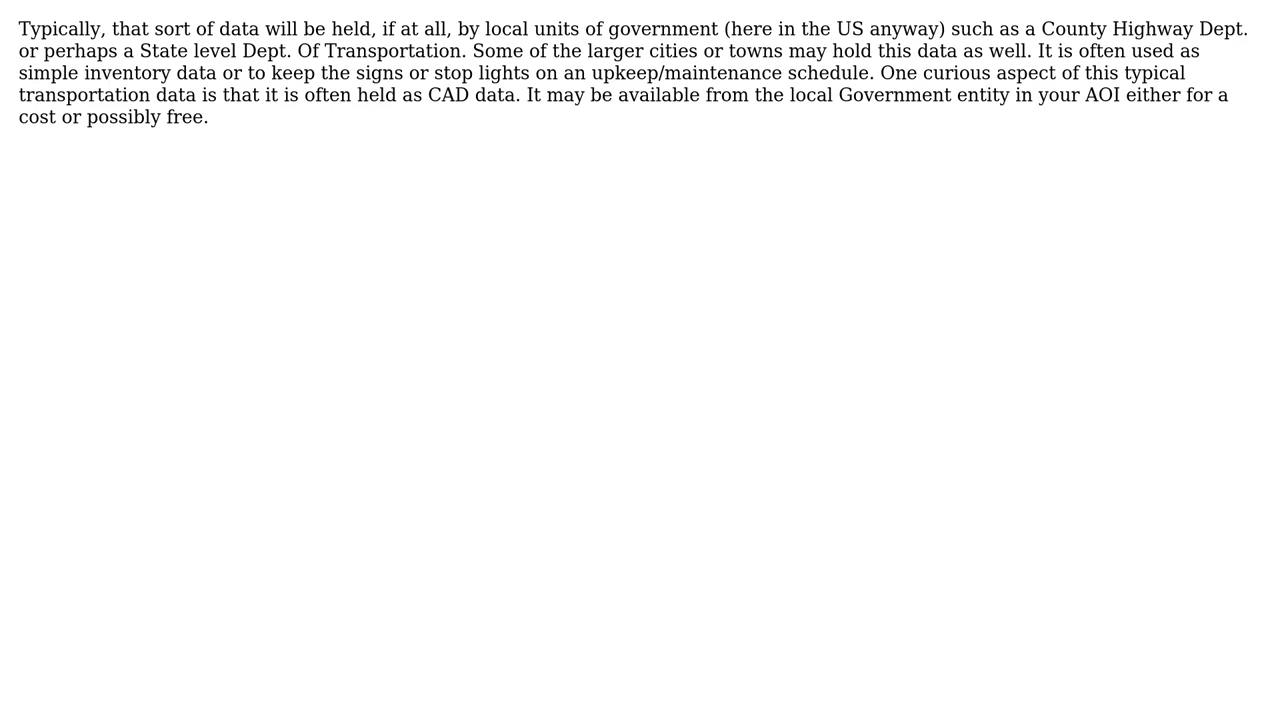 Typically, that sort of data will be held, if at all, by local units of government (here in the US anyway) such as a County Highway Dept.
or perhaps a State level Dept. Of Transportation. Some of the larger cities or towns may hold this data as well. It is often used as
simple inventory data or to keep the signs or stop lights on an upkeep/maintenance schedule. One curious aspect of this typical
transportation data is that it is often held as CAD data. It may be available from the local Government entity in your AOI either for a
cost or possibly free.